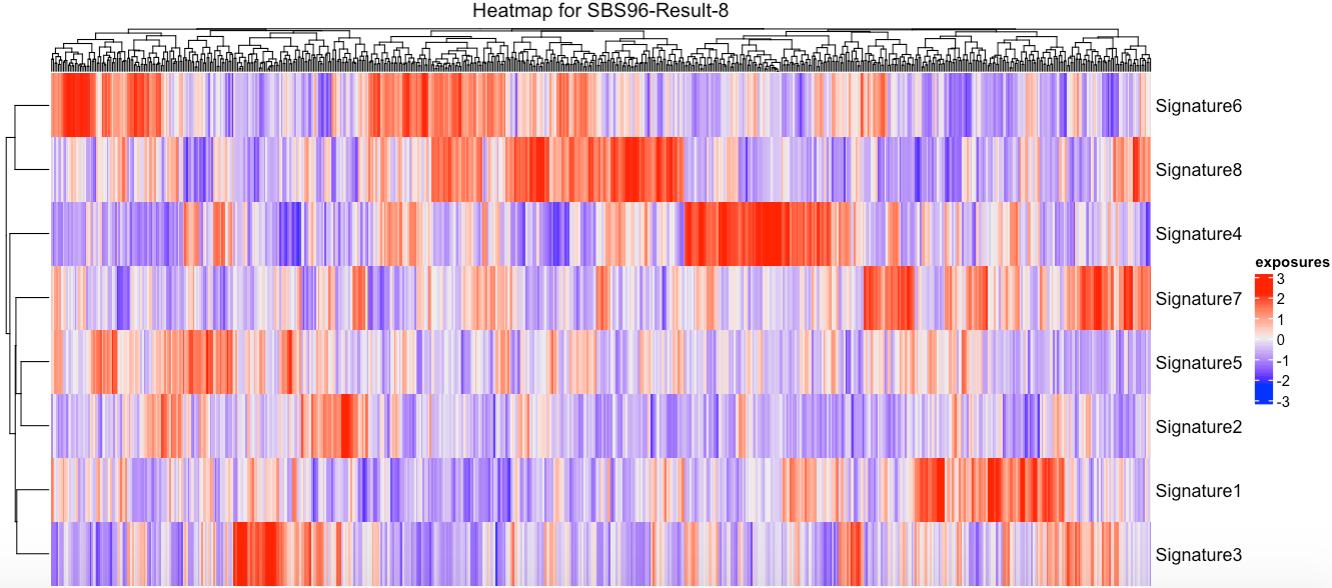 Heatmap for SBS96-Result-8
Signature6
Signature8
Signature4
Signature7
Signature5
Signature2
Signature1
Signature3
exposures
3
2
1
0
-1
-2
-3